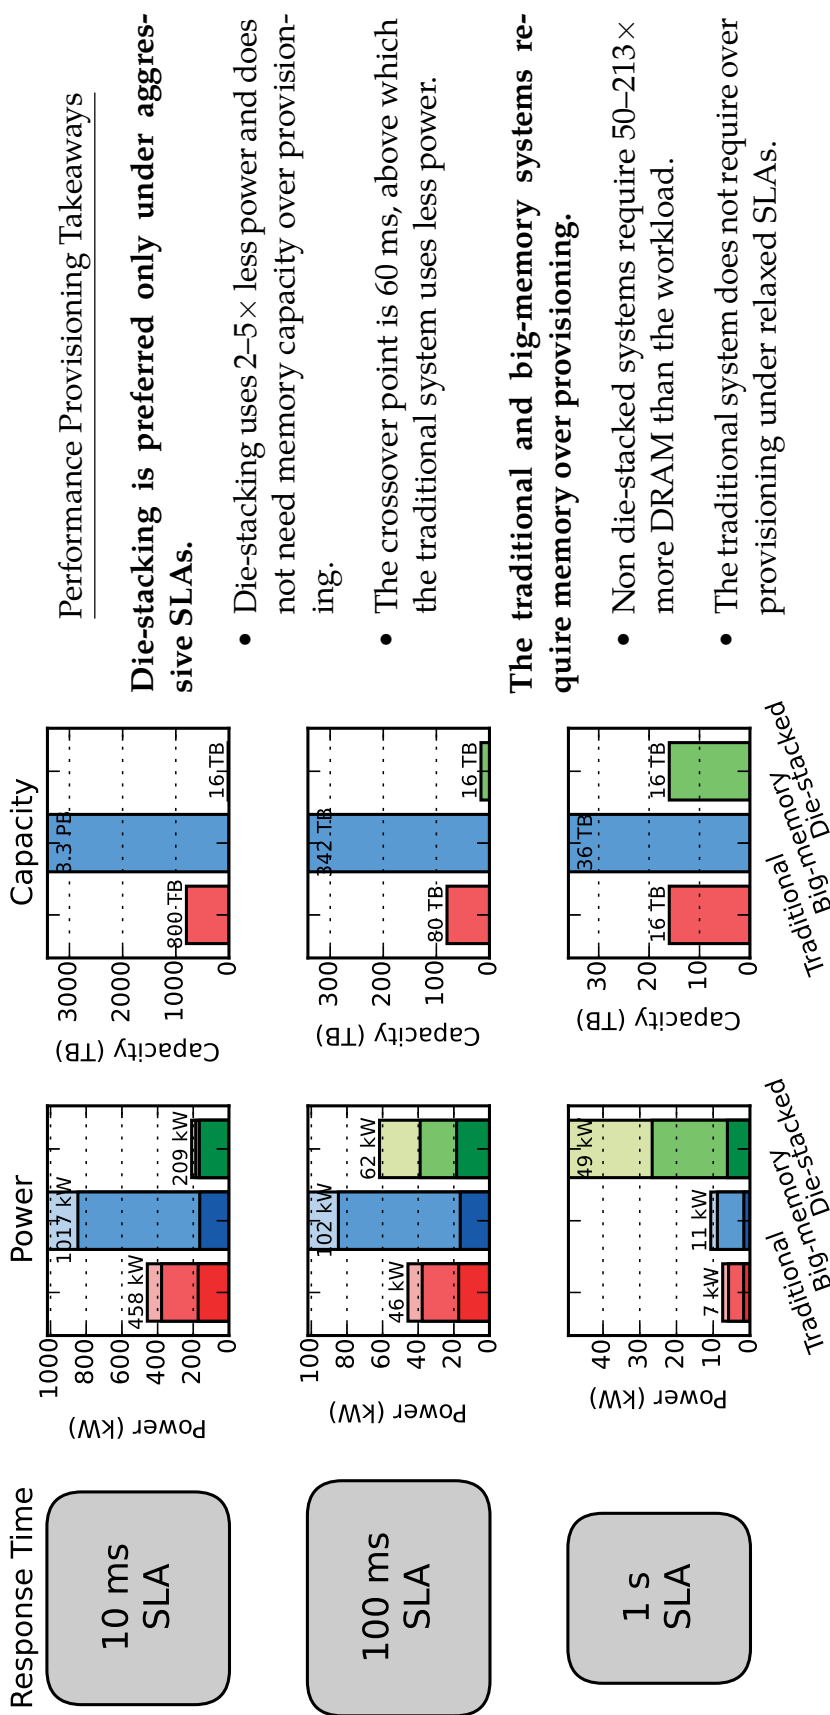 Response Time
Power
Capacity
10 ms
SLA
Power (kW)
1000
800
600
400
200
0
458 kW
1017 kW
209 kW
Capacity (TB)
3000
2000
1000
0
800 TB
3.3 PB
16 TB
100 ms
SLA
Power (kW)
100
80
60
40
20
0
46 kW
102 kW
62 kW
Capacity (TB)
300
200
100
0
80 TB
342 TB
16 TB
1 s
SLA
Power (kW)
40
30
20
10
0
7 kW
11 kW
49 kW
Traditional
Big-memory
Die-stacked
Capacity (TB)
30
20
10
0
16 TB
36 TB
16 TB
Traditional
Big-memory
Die-stacked
Performance Provisioning Takeaways
Die-stacking is preferred only under aggres-
sive SLAs.
• Die-stacking uses 2–5× less power and does
not need memory capacity over provision-
ing.
• The crossover point is 60 ms, above which
the traditional system uses less power.
The traditional and big-memory systems re-
quire memory over provisioning.
• Non die-stacked systems require 50–213×
more DRAM than the workload.
• The traditional system does not require over
provisioning under relaxed SLAs.